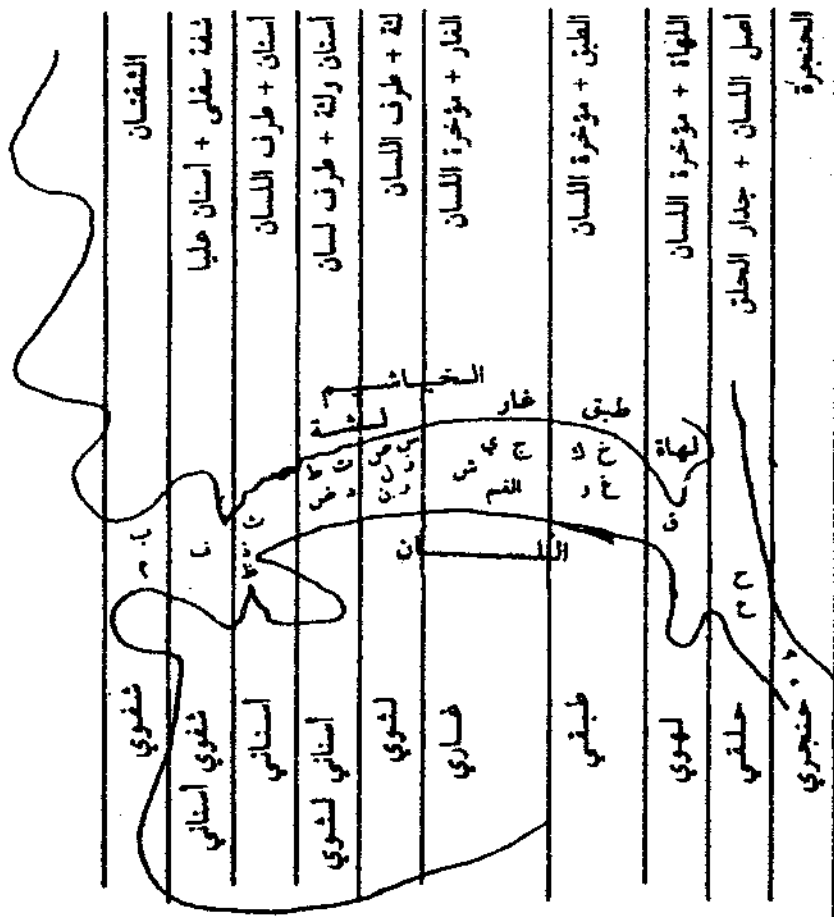 الشفتان
شفة سفلى + أسنان عليا
أسنان + طرف اللسان
أسنان ولثة + طرف لسان
لثة + طرف اللسان
الغار + مؤخرة اللسان
الطبق + مؤخرة اللسان
اللهاة + مؤخرة اللسان
أصل اللسان + جدار الحلق
الحنجرة
الخياشيم
لثة
غار
طبق
لهاة
ب م
ف
ث ذ ظ
ط ت د ض
س ص ز ل ر ن
ج ي ش
الفم
خ ك غ و
ق
ح ع
ه ء
اللسان
شفوي
شفوي أسناني
أسناني
أسناني لثوي
لثوي
غاري
طبقي
لهوي
حلقي
حنجري